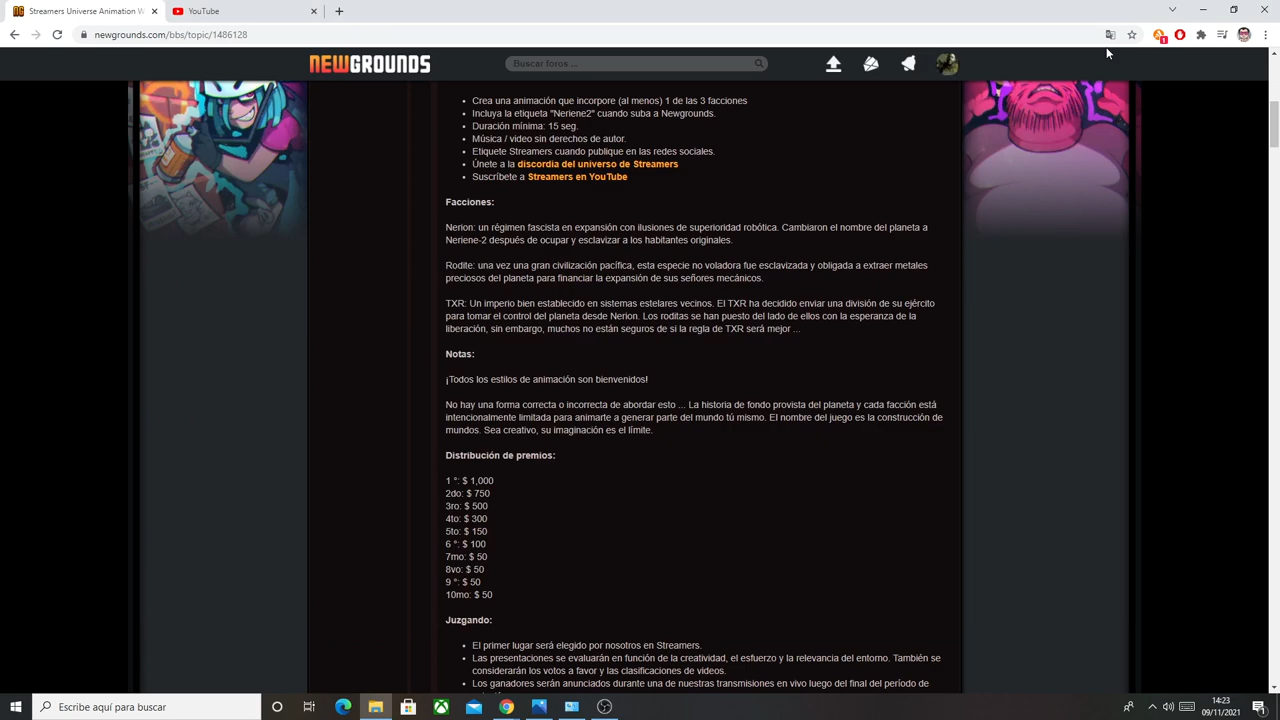 Streamers Universe Animation W
YouTube
newgrounds.com/bbs/topic/1486128
NEWGROUNDS
Buscar foros ...
Crea una animación que incorpore (al menos) 1 de las 3 facciones
Incluya la etiqueta "Neriene2" cuando suba a Newgrounds.
Duración mínima: 15 seg.
Música / video sin derechos de autor.
Etiquete Streamers cuando publique en las redes sociales.
Únete a la discordia del universo de Streamers
Suscríbete a Streamers en YouTube
Facciones:
Nerion: un régimen fascista en expansión con ilusiones de superioridad robótica. Cambiaron el nombre del planeta a
Neriene-2 después de ocupar y esclavizar a los habitantes originales.
Rodite: una vez una gran civilización pacífica, esta especie no voladora fue esclavizada y obligada a extraer metales
preciosos del planeta para financiar la expansión de sus señores mecánicos.
TXR: Un imperio bien establecido en sistemas estelares vecinos. El TXR ha decidido enviar una división de su ejército
para tomar el control del planeta desde Nerion. Los roditas se han puesto del lado de ellos con la esperanza de la
liberación, sin embargo, muchos no están seguros de si la regla de TXR será mejor ...
Notas:
¡Todos los estilos de animación son bienvenidos!
No hay una forma correcta o incorrecta de abordar esto ... La historia de fondo provista del planeta y cada facción está
intencionalmente limitada para animarte a generar parte del mundo tú mismo. El nombre del juego es la construcción de
mundos. Sea creativo, su imaginación es el límite.
Distribución de premios:
1 °: $ 1,000
2do: $ 750
3ro: $ 500
4to: $ 300
5to: $ 150
6 °: $ 100
7mo: $ 50
8vo: $ 50
9 °: $ 50
10mo: $ 50
Juzgando:
El primer lugar será elegido por nosotros en Streamers.
Las presentaciones se evaluarán en función de la creatividad, el esfuerzo y la relevancia del entorno. También se
considerarán los votos a favor y las clasificaciones de videos.
Los ganadores serán anunciados durante una de nuestras transmisiones en vivo luego del final del período de
Escribe aquí para buscar
14:23
09/11/2021